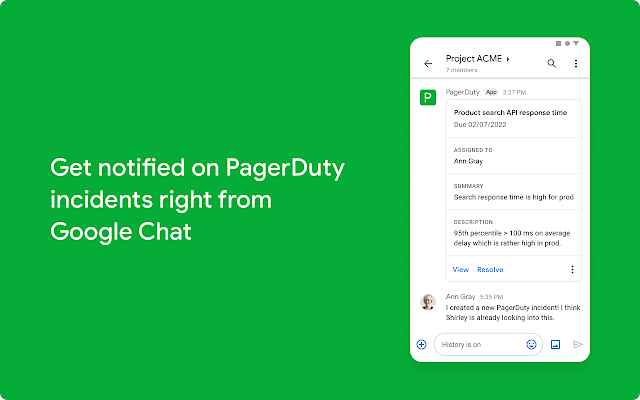 Get notified on PagerDuty
incidents right from
Google Chat
Project ACME
7 members
PagerDuty App 3:27 PM
Product search API response time
Due 02/07/2022
ASSIGNED TO
Ann Gray
SUMMARY
Search response time is high for prod
DESCRIPTION
95th percentile > 100 ms on average
delay which is rather high in prod.
View Resolve
Ann Gray 5:35 PM
I created a new PagerDuty incident! I think
Shirley is already looking into this.
History is on